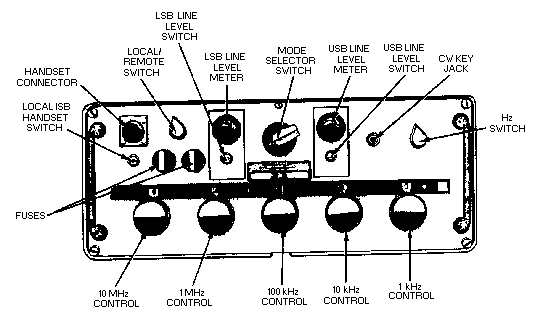 LSB LINE
LEVEL
SWITCH
LOCAL/
REMOTE
SWITCH
LSB LINE
LEVEL
METER
MODE
SELECTOR
SWITCH
USB LINE
LEVEL
METER
USB LINE
LEVEL
SWITCH
CW KEY
JACK
HANDSET
CONNECTOR
LOCAL ISB
HANDSET
SWITCH
Hz
SWITCH
FUSES
10 MHz
CONTROL
1 MHz
CONTROL
100 kHz
CONTROL
10 kHz
CONTROL
1 kHz
CONTROL